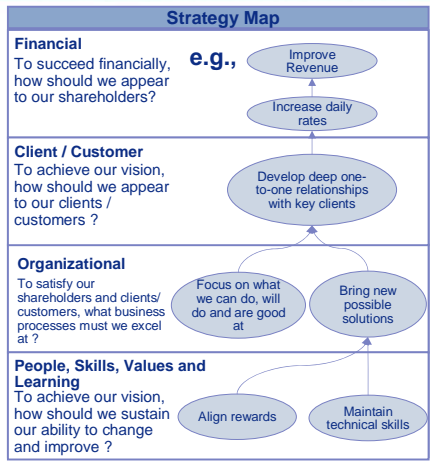 Strategy Map
Financial
To succeed financially,
how should we appear
to our shareholders?
e.g.,
Improve
Revenue
Increase daily
rates
Client / Customer
To achieve our vision,
how should we appear
to our clients /
customers ?
Develop deep one-
to-one relationships
with key clients
Organizational
To satisfy our
shareholders and clients/
customers, what business
processes must we excel
at ?
Focus on what
we can do, will
do and are good
at
Bring new
possible
solutions
People, Skills, Values and
Learning
To achieve our vision,
how should we sustain
our ability to change
and improve ?
Align rewards
Maintain
technical skills